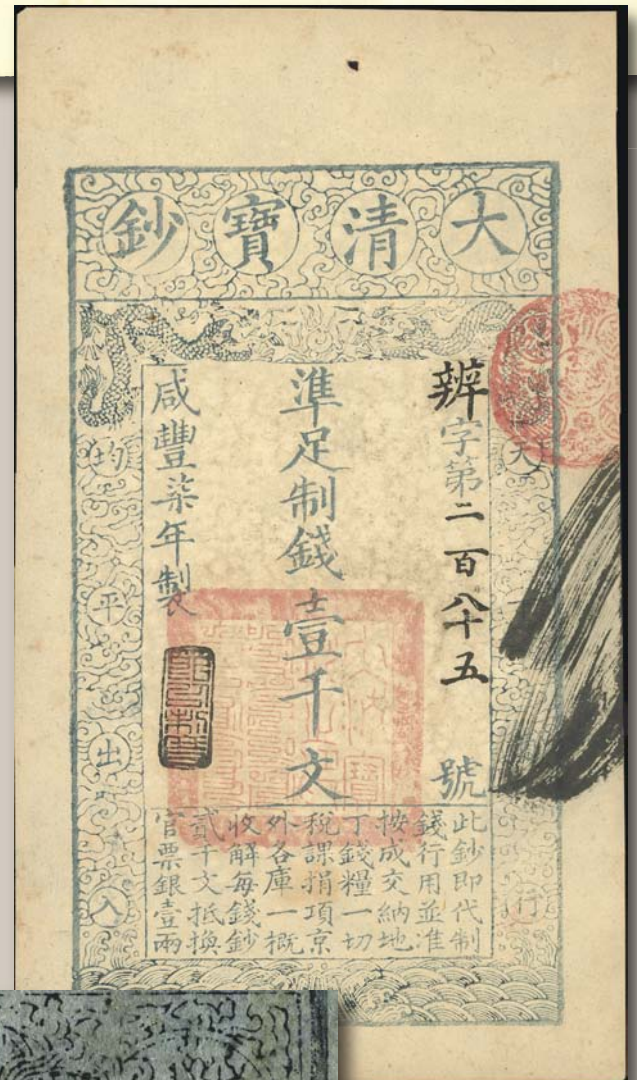 大清寶鈔
辨字第二百八十五號
準足制錢壹千文
咸豐柒年製
天
行
均平出入
此鈔即代制
錢行用並准
按成交納地
丁錢糧一切
稅課捐項京
外各庫一概
收解每錢鈔
貳千文抵換
官票銀壹兩